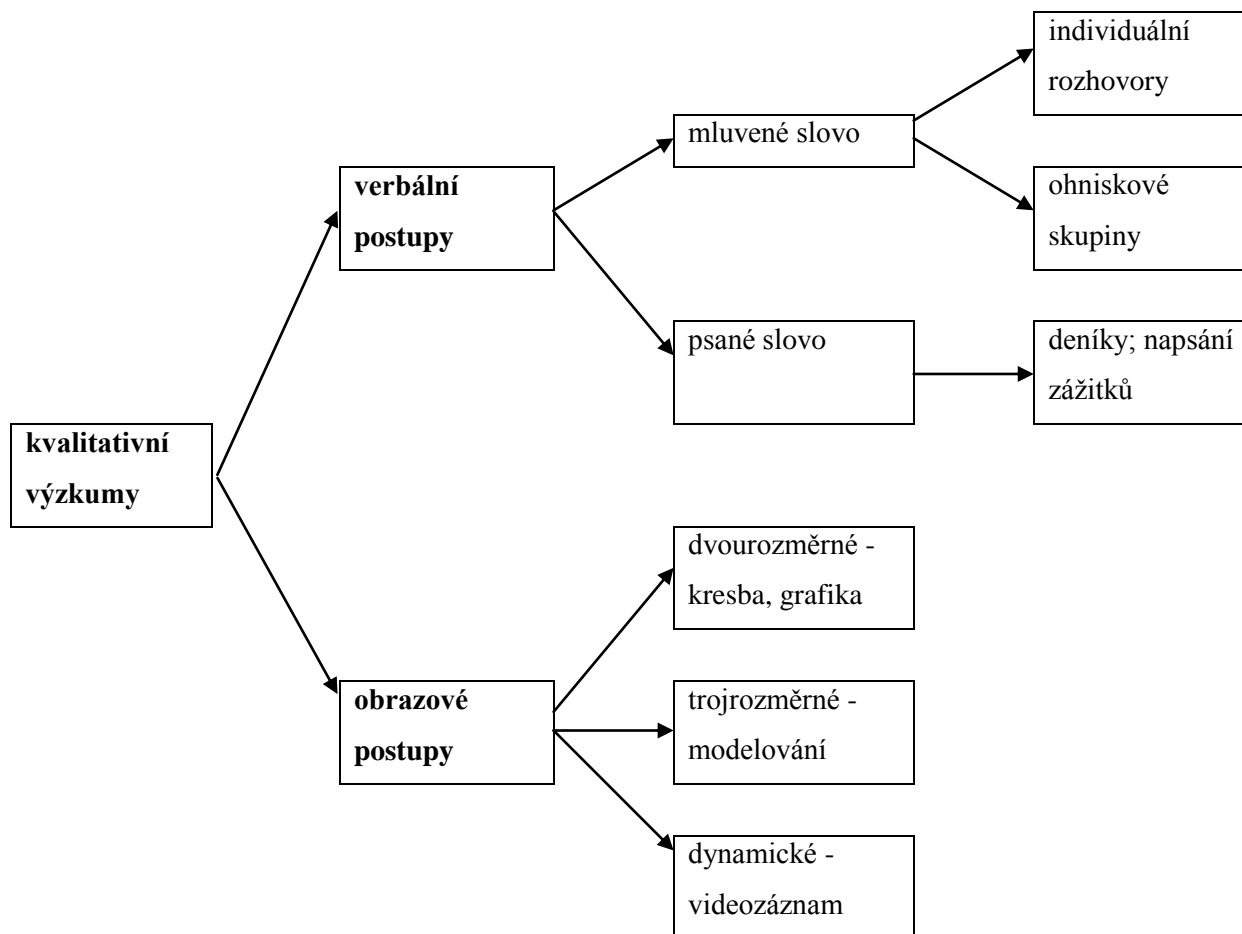 individuální
rozhovory
mluvené slovo
verbální
postupy
ohniskové
skupiny
psané slovo
deníky; napsání
zážitků
kvalitativní
výzkumy
dvourozměrné -
kresba, grafika
obrazové
postupy
trojrozměrné -
modelování
dynamické -
videozáznam